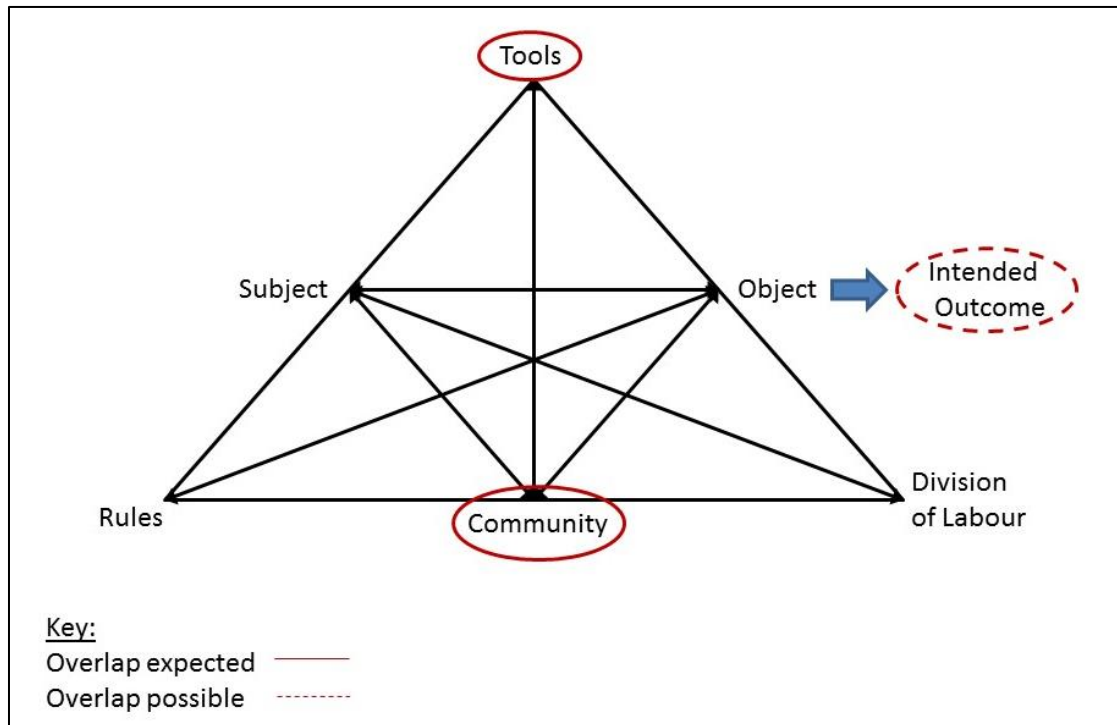 Tools
Subject
Object
Intended
Outcome
Rules
Community
Division
of Labour
Key:
Overlap expected
Overlap possible